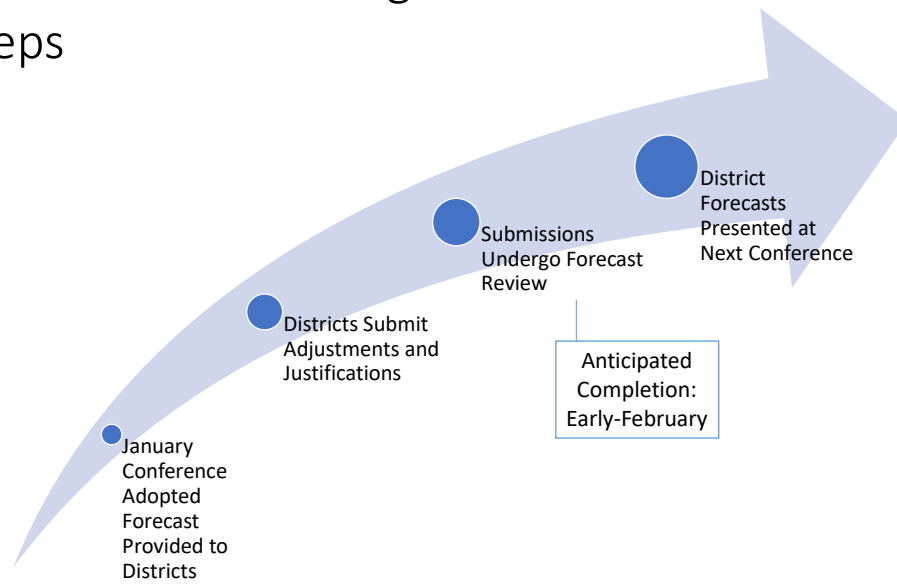 eps
January
Conference
Adopted
Forecast
Provided to
Districts
Districts Submit
Adjustments and
Justifications
Submissions
Undergo Forecast
Review
Anticipated
Completion:
Early-February
District
Forecasts
Presented at
Next Conference